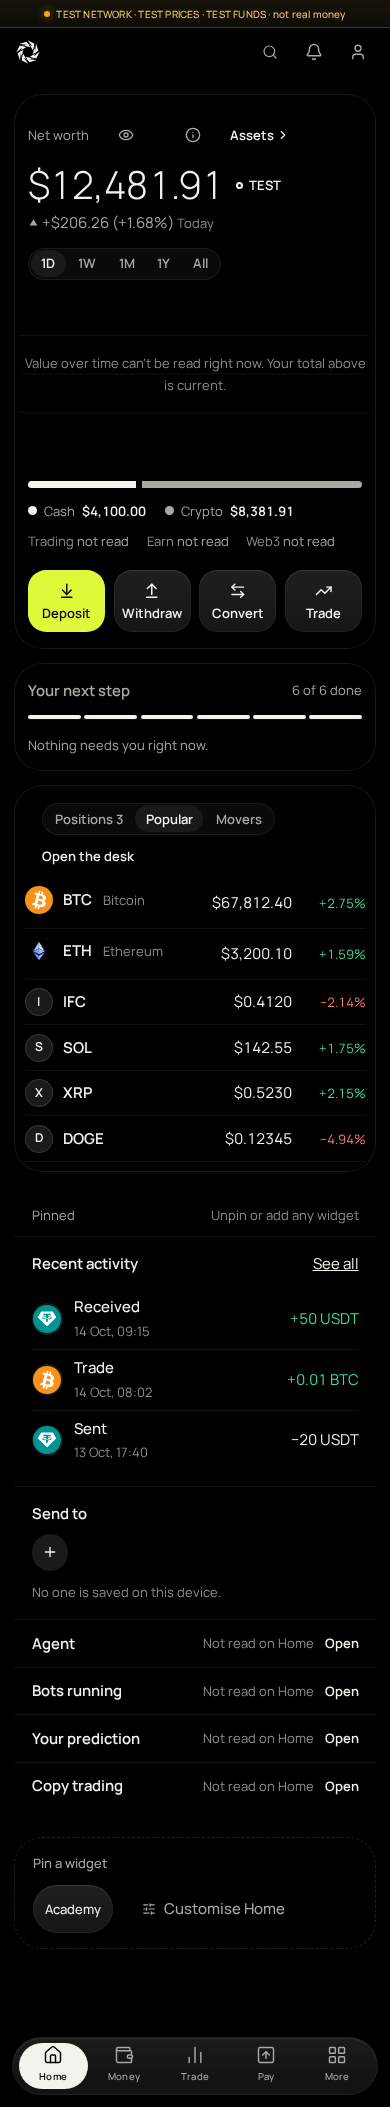 TEST NETWORK · TEST PRICES · TEST FUNDS · not real money
Net worth
Assets
$12,481.91 TEST
+$206.26 (+1.68%) Today
1D 1W 1M 1Y All
Value over time can't be read right now. Your total above
is current.
Cash $4,100.00 Crypto $8,381.91
Trading not read Earn not read Web3 not read
Deposit Withdraw Convert Trade
Your next step 6 of 6 done
Nothing needs you right now.
Positions 3 Popular Movers
Open the desk
BTC Bitcoin $67,812.40 +2.75%
ETH Ethereum $3,200.10 +1.59%
I IFC $0.4120 −2.14%
S SOL $142.55 +1.75%
X XRP $0.5230 +2.15%
D DOGE $0.12345 −4.94%
Pinned Unpin or add any widget
Recent activity See all
Received
14 Oct, 09:15 +50 USDT
Trade
14 Oct, 08:02 +0.01 BTC
Sent
13 Oct, 17:40 −20 USDT
Send to
No one is saved on this device.
Agent Not read on Home Open
Bots running Not read on Home Open
Your prediction Not read on Home Open
Copy trading Not read on Home Open
Pin a widget
Academy Customise Home
Home Money Trade Pay More